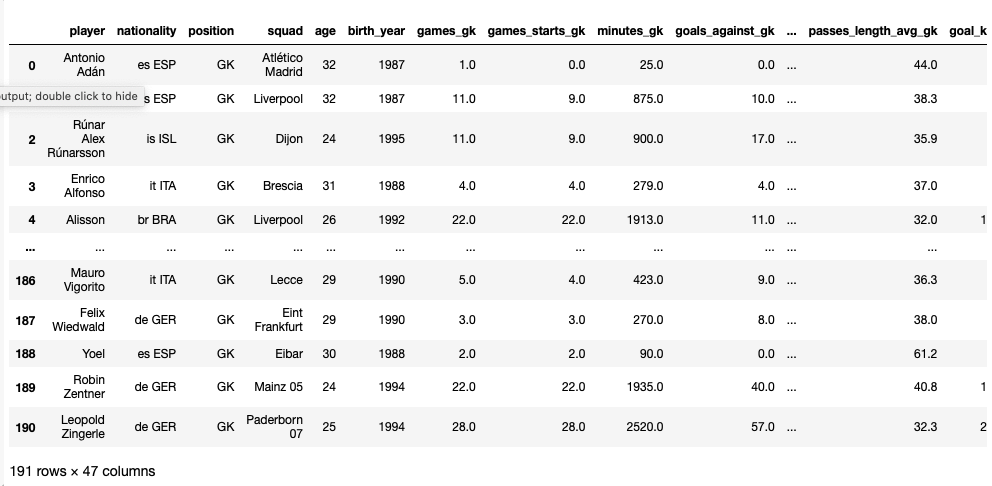 player nationality position squad age birth_year games_gk games_starts_gk minutes_gk goals_against_gk ... passes_length_avg_gk goal_k
0 Antonio Adán es ESP GK Atlético Madrid 32 1987 1.0 0.0 25.0 0.0 ... 44.0
utput; double click to hide s ESP GK Liverpool 32 1987 11.0 9.0 875.0 10.0 ... 38.3
2 Rúnar Alex Rúnarsson is ISL GK Dijon 24 1995 11.0 9.0 900.0 17.0 ... 35.9
3 Enrico Alfonso it ITA GK Brescia 31 1988 4.0 4.0 279.0 4.0 ... 37.0
4 Alisson br BRA GK Liverpool 26 1992 22.0 22.0 1913.0 11.0 ... 32.0 1
... ... ... ... ... ... ... ... ... ... ... ... ...
186 Mauro Vigorito it ITA GK Lecce 29 1990 5.0 4.0 423.0 9.0 ... 36.3
187 Felix Wiedwald de GER GK Eint Frankfurt 29 1990 3.0 3.0 270.0 8.0 ... 38.0
188 Yoel es ESP GK Eibar 30 1988 2.0 2.0 90.0 0.0 ... 61.2
189 Robin Zentner de GER GK Mainz 05 24 1994 22.0 22.0 1935.0 40.0 ... 40.8 1
190 Leopold Zingerle de GER GK Paderborn 07 25 1994 28.0 28.0 2520.0 57.0 ... 32.3 2
191 rows × 47 columns